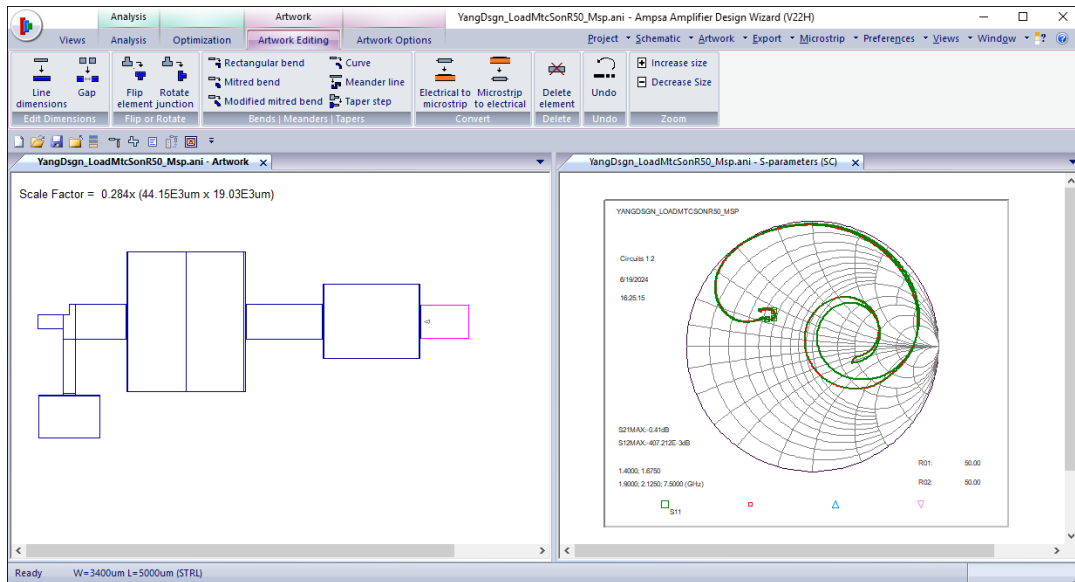 Analysis
Artwork
YangDsgn_LoadMtcSonR50_Msp.ani - Ampsa Amplifier Design Wizard (V22H)
Views Analysis Optimization Artwork Editing Artwork Options
Project Schematic Artwork Export Microstrip Preferences Views Window ?
Line dimensions
Gap
Edit Dimensions
Flip element
Rotate junction
Flip or Rotate
Rectangular bend
Mitred bend
Modified mitred bend
Curve
Meander line
Taper step
Bends | Meanders | Tapers
Electrical to microstrip
Microstrip to electrical
Convert
Delete element
Delete
Undo
Undo
Increase size
Decrease Size
Zoom
YangDsgn_LoadMtcSonR50_Msp.ani - Artwork x
YangDsgn_LoadMtcSonR50_Msp.ani - S-parameters (SC) x
Scale Factor = 0.284x (44.15E3um x 19.03E3um)
YANGDSGN_LOADMTCSONR50_MSP
Circuits 1 2
6/19/2024
16:25:15
S21MAX:-0.41dB
S12MAX:-407.212E-3dB
1.4000; 1.6750
1.9000; 2.1250; 7.5000 (GHz)
R01: 50.00
R02: 50.00
S11
Ready W=3400um L=5000um (STRL)